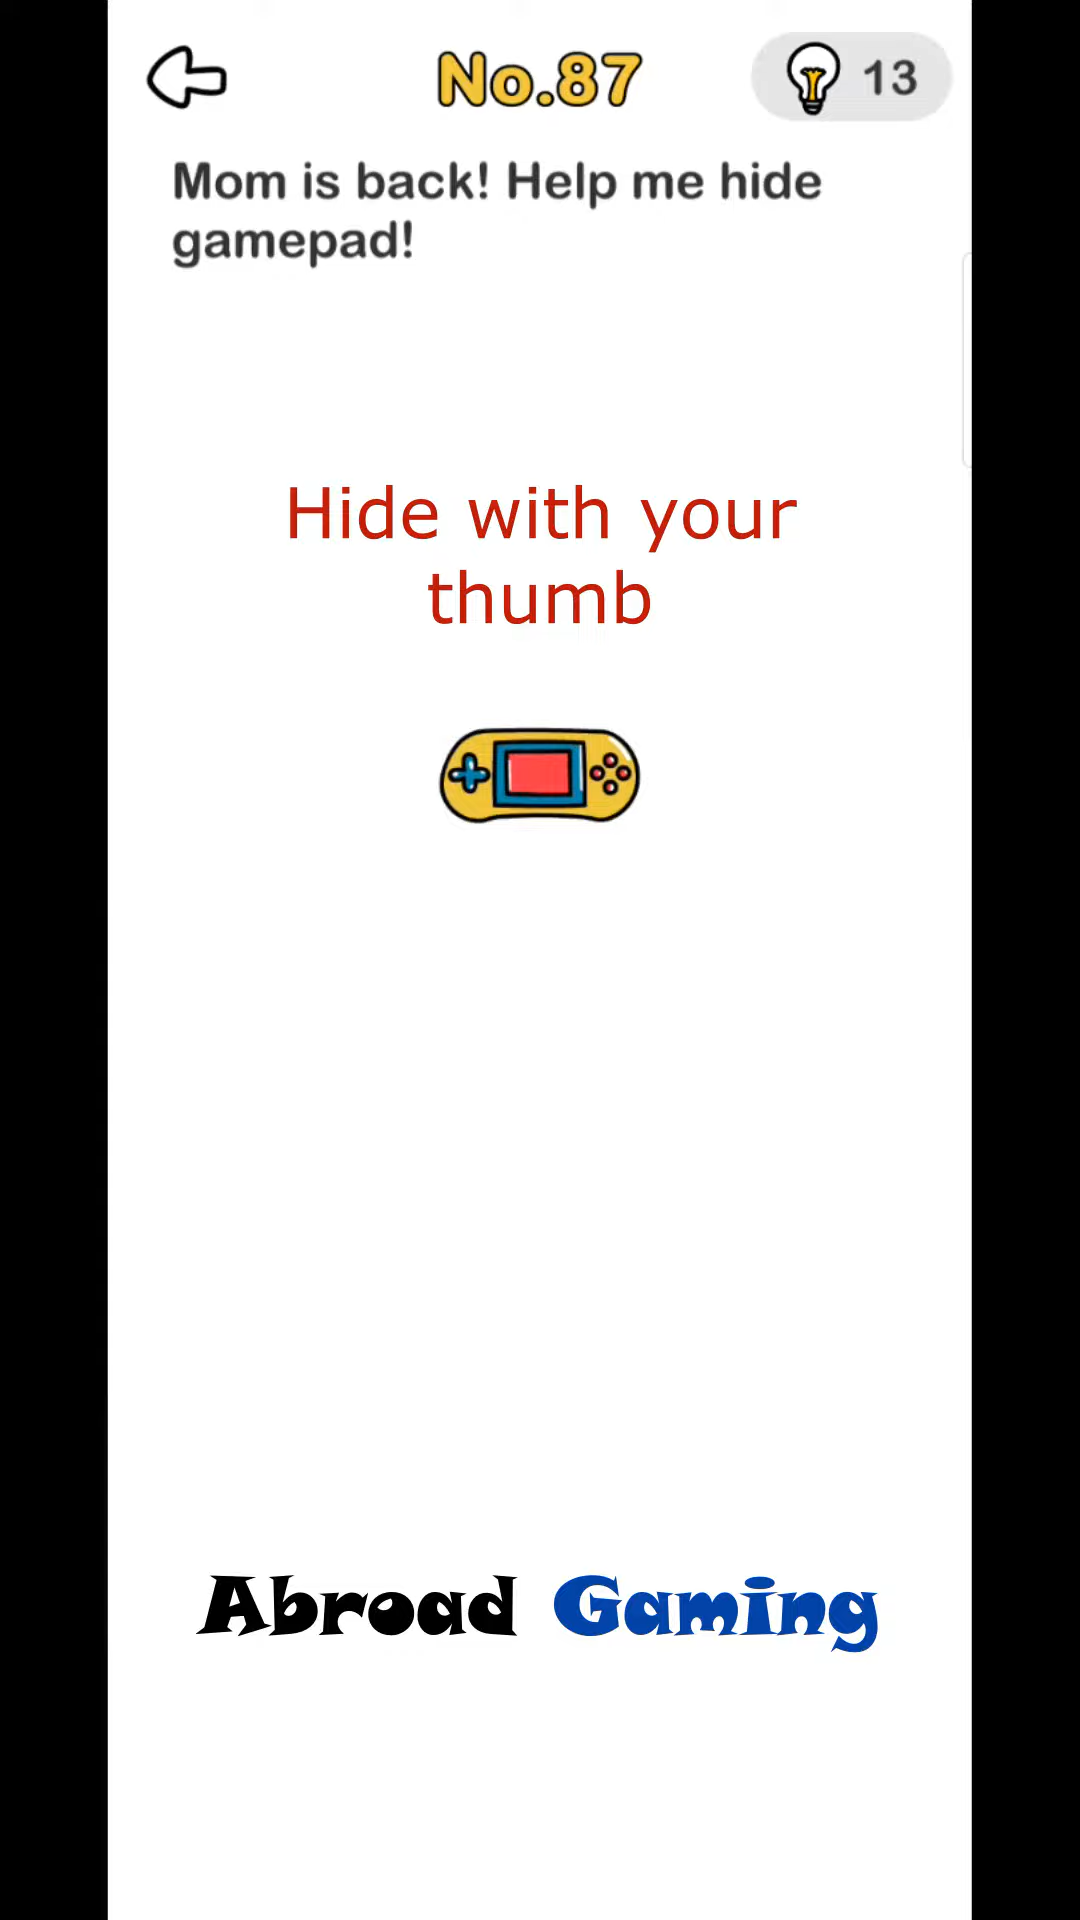 No.87
13
Mom is back! Help me hide
gamepad!
Hide with your
thumb
Abroad Gaming